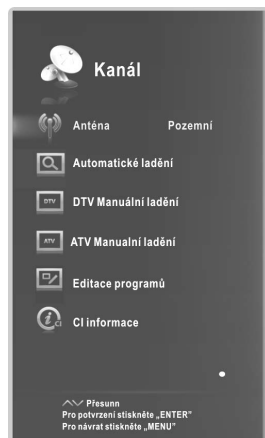 Kanál
Anténa Pozemní
Automatické ladění
DTV
DTV Manuální ladění
ATV
ATV Manualní ladění
Editace programů
CI
CI informace
Přesunn
Pro potvrzení stiskněte „ENTER"
Pro návrat stiskněte „MENU"